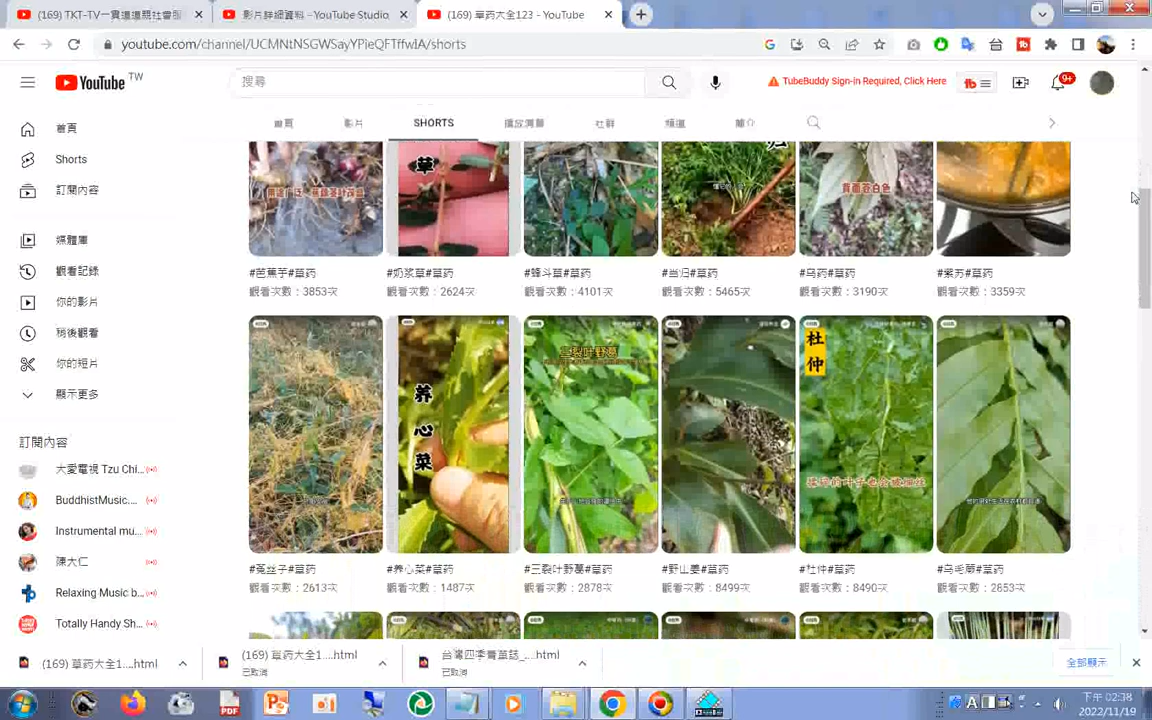 (169) TKT-TV一貫道道親社會服
影片詳細資料 - YouTube Studio
(169) 草药大全123 - YouTube
youtube.com/channel/UCMNtNSGWSayYPieQFTffwIA/shorts
YouTube TW
搜尋
TubeBuddy Sign-in Required, Click Here
9+
首頁
影片
SHORTS
播放清單
社群
頻道
簡介
首頁
Shorts
訂閱內容
媒體庫
觀看記錄
你的影片
稍後觀看
你的短片
顯示更多
訂閱內容
大愛電視 Tzu Chi...
BuddhistMusic....
Instrumental mu...
陳大仁
Relaxing Music b...
Totally Handy Sh...
草
背面苍白色
#芭蕉芋#草药
觀看次數：3853次
#奶浆草#草药
觀看次數：2624次
#蜂斗草#草药
觀看次數：4101次
#当归#草药
觀看次數：5465次
#乌药#草药
觀看次數：3190次
#紫苏#草药
觀看次數：3359次
养心菜
三裂叶野葛
杜仲
#菟丝子#草药
觀看次數：2613次
#养心菜#草药
觀看次數：1487次
#三裂叶野葛#草药
觀看次數：2878次
#野山姜#草药
觀看次數：8499次
#杜仲#草药
觀看次數：8490次
#乌毛蕨#草药
觀看次數：2853次
(169) 草药大全1....html
(169) 草药大全1....html
已取消
台灣四季青草誌_....html
已取消
全部顯示
PDF
下午 02:38
2022/11/19